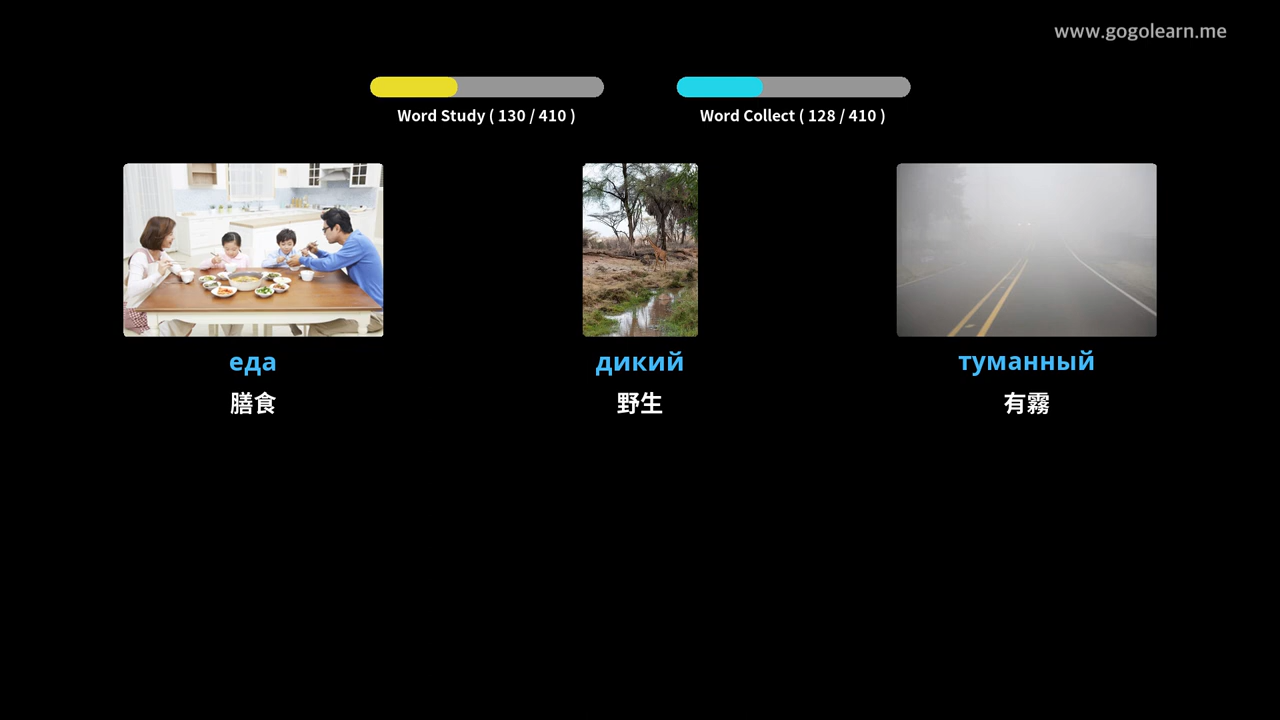 www.gogolearn.me
Word Study ( 130 / 410 )
Word Collect ( 128 / 410 )
еда
дикий
туманный
膳食
野生
有霧